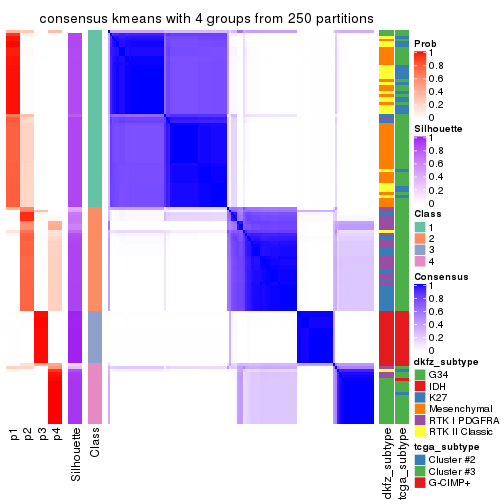 consensus kmeans with 4 groups from 250 partitions
p1
p2
p3
p4
Silhouette
Class
dkfz_subtype
tcga_subtype
Prob
1
0.8
0.6
0.4
0.2
0
Silhouette
1
0.8
0.6
0.4
0.2
0
Class
1
2
3
4
Consensus
1
0.8
0.6
0.4
0.2
0
dkfz_subtype
G34
IDH
K27
Mesenchymal
RTK I PDGFRA
RTK II Classic
tcga_subtype
Cluster #2
Cluster #3
G-CIMP+